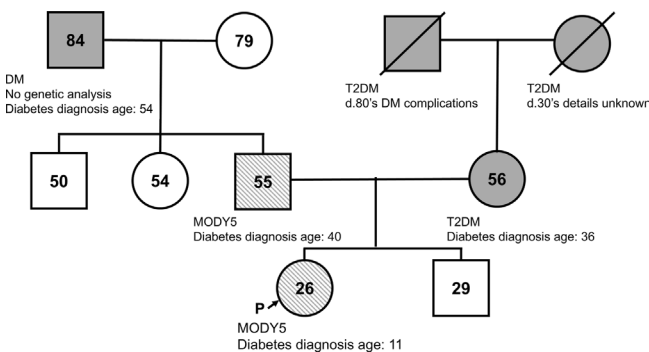 84
79
DM
No genetic analysis
Diabetes diagnosis age: 54
T2DM
d.80's DM complications
T2DM
d.30's details unknown
50
54
55
56
MODY5
Diabetes diagnosis age: 40
T2DM
Diabetes diagnosis age: 36
26
29
P
MODY5
Diabetes diagnosis age: 11